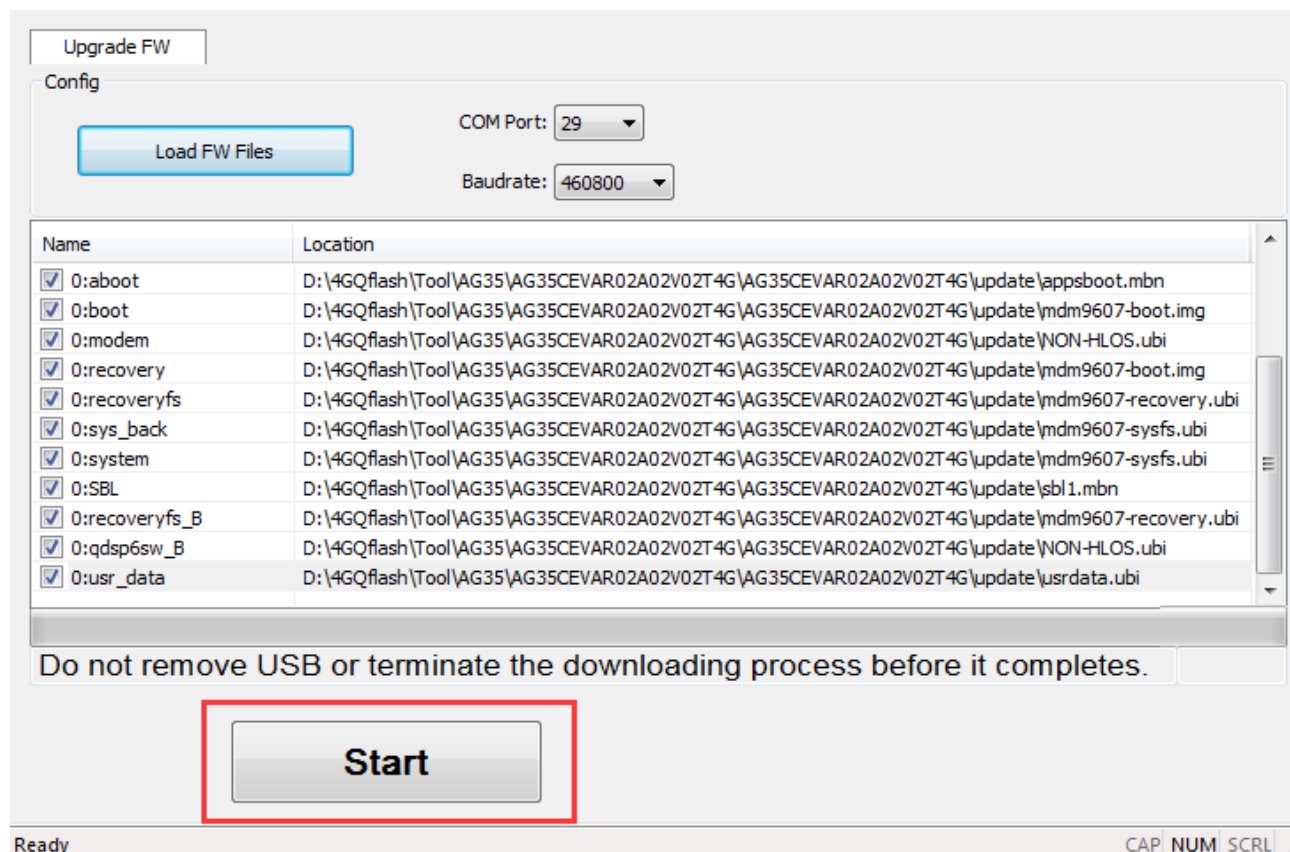 Upgrade FW
Config
COM Port: 29
Load FW Files
Baudrate: 460800
Name Location
0:aboot D:\4GQflash\Tool\AG35\AG35CEVAR02A02V02T4G\AG35CEVAR02A02V02T4G\update\appsboot.mbn
0:boot D:\4GQflash\Tool\AG35\AG35CEVAR02A02V02T4G\AG35CEVAR02A02V02T4G\update\mdm9607-boot.img
0:modem D:\4GQflash\Tool\AG35\AG35CEVAR02A02V02T4G\AG35CEVAR02A02V02T4G\update\NON-HLOS.ubi
0:recovery D:\4GQflash\Tool\AG35\AG35CEVAR02A02V02T4G\AG35CEVAR02A02V02T4G\update\mdm9607-boot.img
0:recoveryfs D:\4GQflash\Tool\AG35\AG35CEVAR02A02V02T4G\AG35CEVAR02A02V02T4G\update\mdm9607-recovery.ubi
0:sys_back D:\4GQflash\Tool\AG35\AG35CEVAR02A02V02T4G\AG35CEVAR02A02V02T4G\update\mdm9607-sysfs.ubi
0:system D:\4GQflash\Tool\AG35\AG35CEVAR02A02V02T4G\AG35CEVAR02A02V02T4G\update\mdm9607-sysfs.ubi
0:SBL D:\4GQflash\Tool\AG35\AG35CEVAR02A02V02T4G\AG35CEVAR02A02V02T4G\update\sbl1.mbn
0:recoveryfs_B D:\4GQflash\Tool\AG35\AG35CEVAR02A02V02T4G\AG35CEVAR02A02V02T4G\update\mdm9607-recovery.ubi
0:qdsp6sw_B D:\4GQflash\Tool\AG35\AG35CEVAR02A02V02T4G\AG35CEVAR02A02V02T4G\update\NON-HLOS.ubi
0:usr_data D:\4GQflash\Tool\AG35\AG35CEVAR02A02V02T4G\AG35CEVAR02A02V02T4G\update\usrdata.ubi
Do not remove USB or terminate the downloading process before it completes.
Start
Ready CAP NUM SCRL